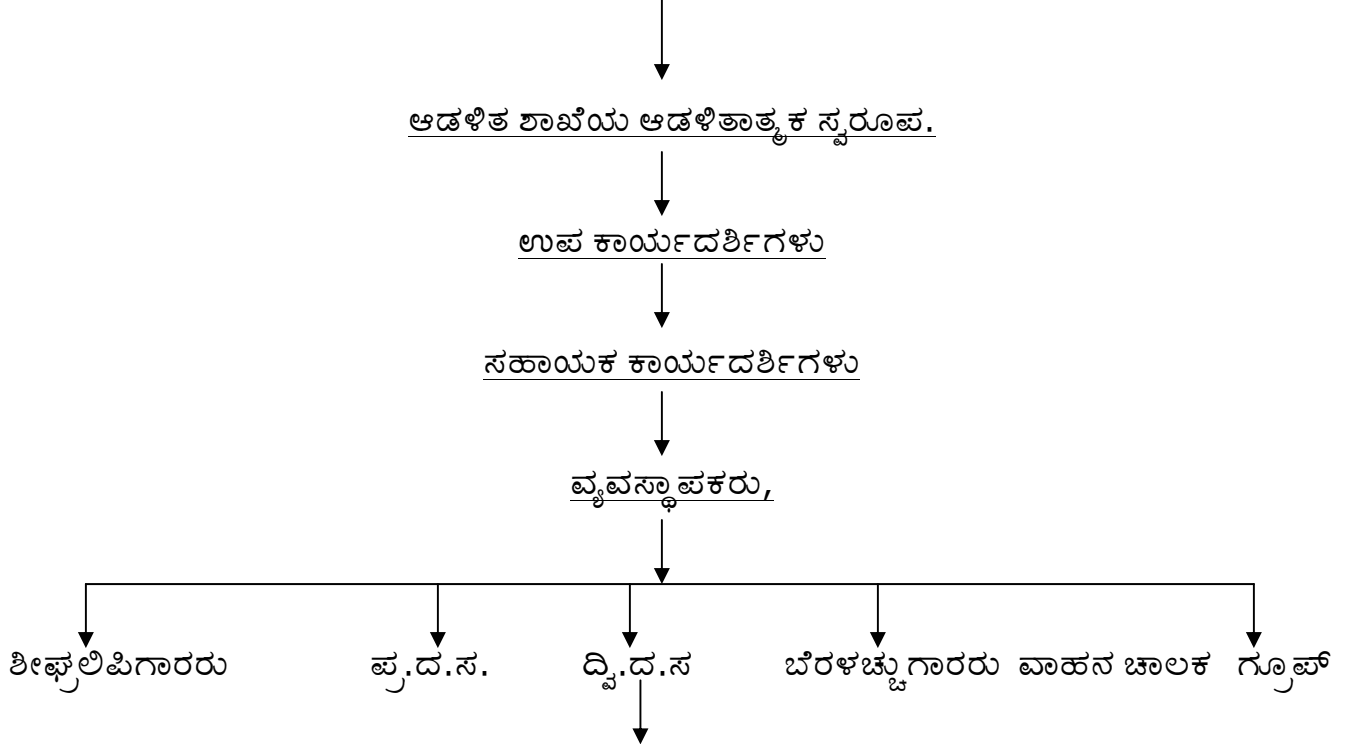 ಆಡಳಿತ ಶಾಖೆಯ ಆಡಳಿತಾತ್ಮಕ ಸ್ವರೂಪ.
ಉಪ ಕಾರ್ಯದರ್ಶಿಗಳು
ಸಹಾಯಕ ಕಾರ್ಯದರ್ಶಿಗಳು
ವ್ಯವಸ್ಥಾಪಕರು,
ಶೀಘ್ರಲಿಪಿಗಾರರು ಪ್ರ.ದ.ಸ. ದ್ವಿ.ದ.ಸ ಬೆರಳಚ್ಚುಗಾರರು ವಾಹನ ಚಾಲಕ ಗ್ರೂಪ್